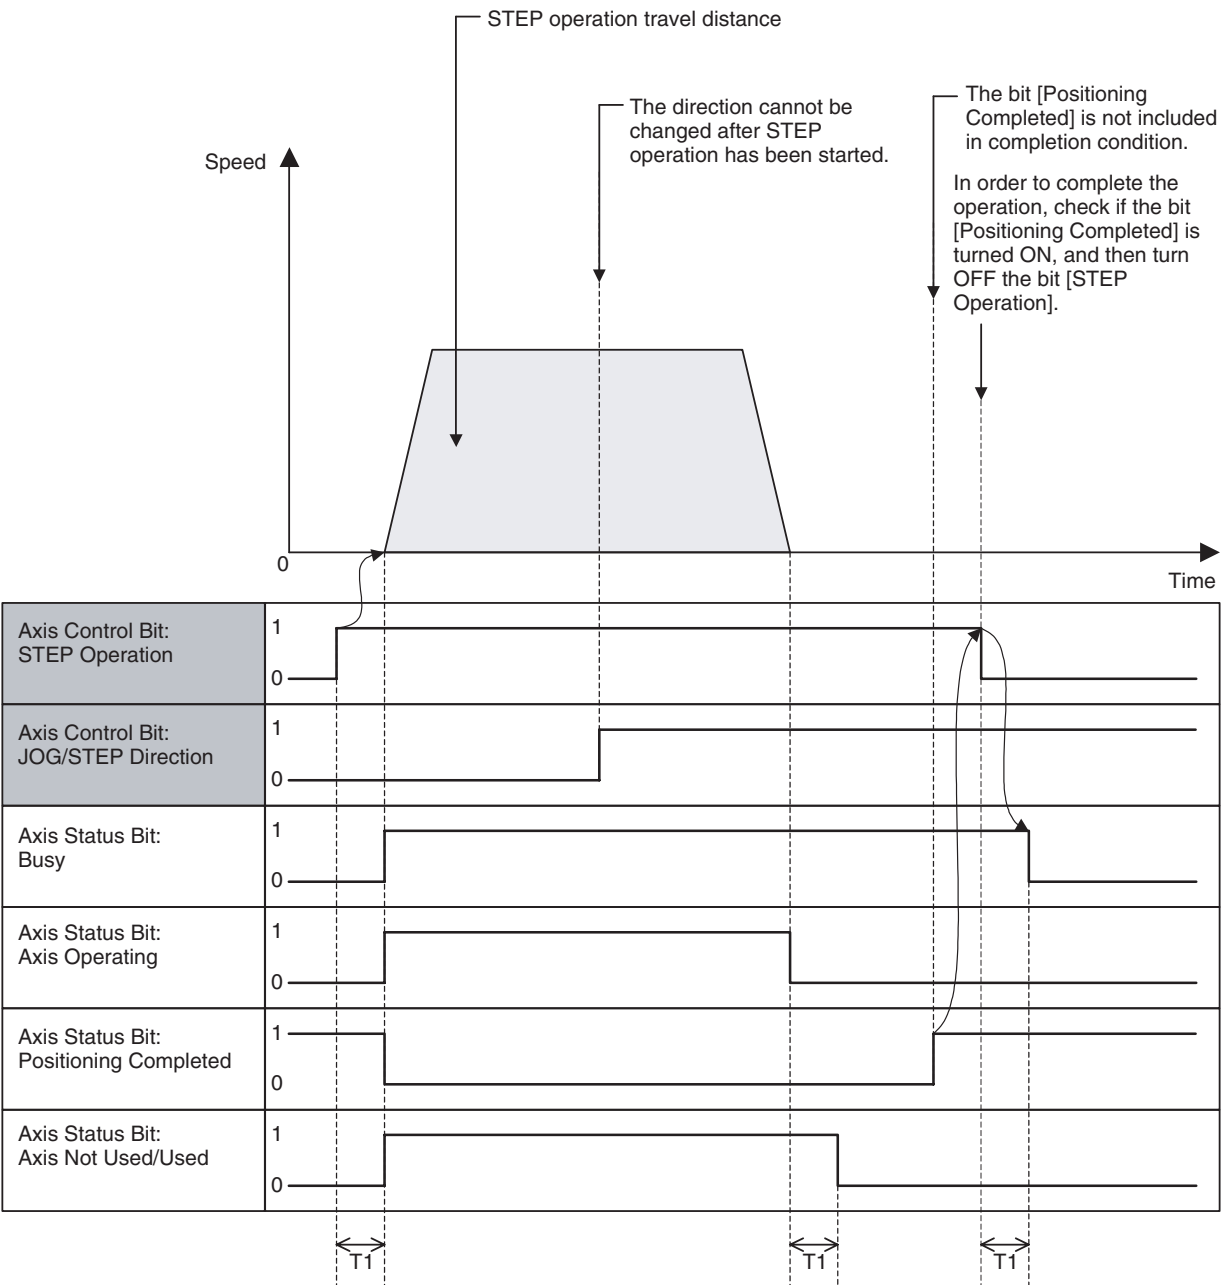 STEP operation travel distance
The direction cannot be
changed after STEP
operation has been started.
The bit [Positioning
Completed] is not included
in completion condition.
In order to complete the
operation, check if the bit
[Positioning Completed] is
turned ON, and then turn
OFF the bit [STEP
Operation].
Speed
0
Time
Axis Control Bit:
STEP Operation
1
0
Axis Control Bit:
JOG/STEP Direction
1
0
Axis Status Bit:
Busy
1
0
Axis Status Bit:
Axis Operating
1
0
Axis Status Bit:
Positioning Completed
1
0
Axis Status Bit:
Axis Not Used/Used
1
0
T1
T1
T1